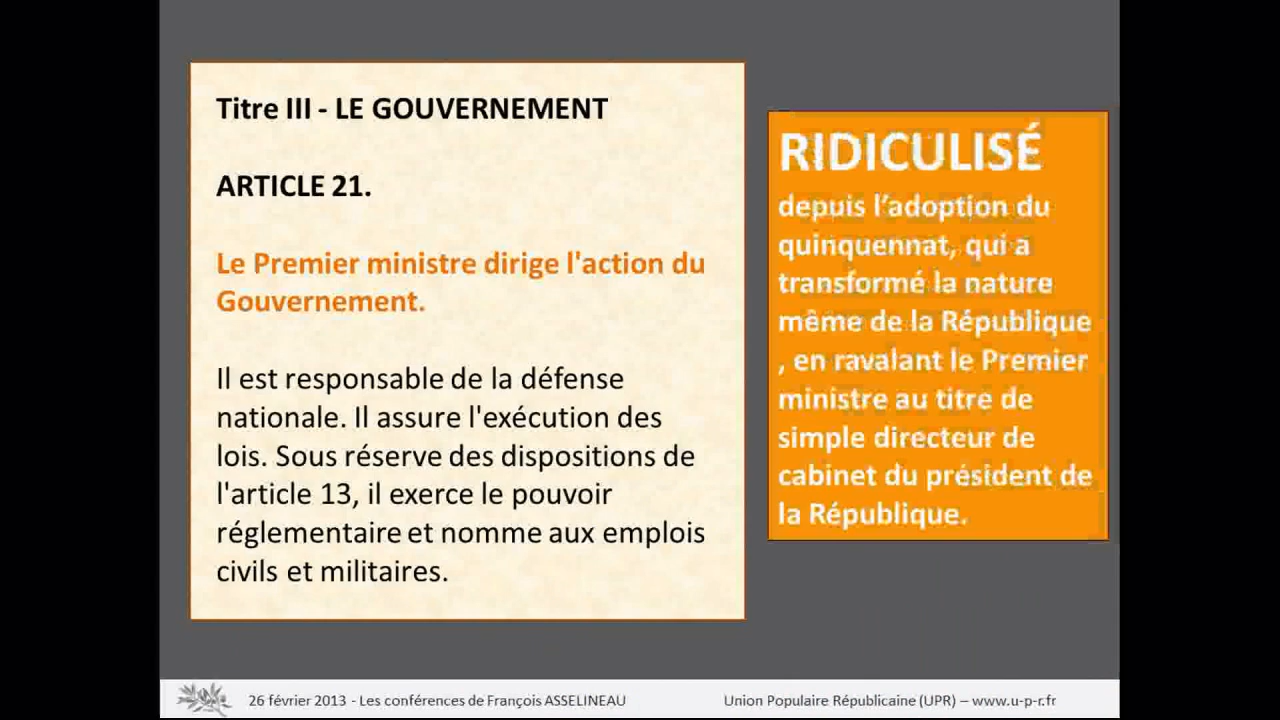 Titre III - LE GOUVERNEMENT
ARTICLE 21.
Le Premier ministre dirige l'action du
Gouvernement.
Il est responsable de la défense
nationale. Il assure l'exécution des
lois. Sous réserve des dispositions de
l'article 13, il exerce le pouvoir
réglementaire et nomme aux emplois
civils et militaires.
RIDICULISÉ
depuis l’adoption du
quinquennat, qui a
transformé la nature
même de la République
, en ravalant le Premier
ministre au titre de
simple directeur de
cabinet du président de
la République.
26 février 2013 - Les conférences de François ASSELINEAU
Union Populaire Républicaine (UPR) – www.u-p-r.fr